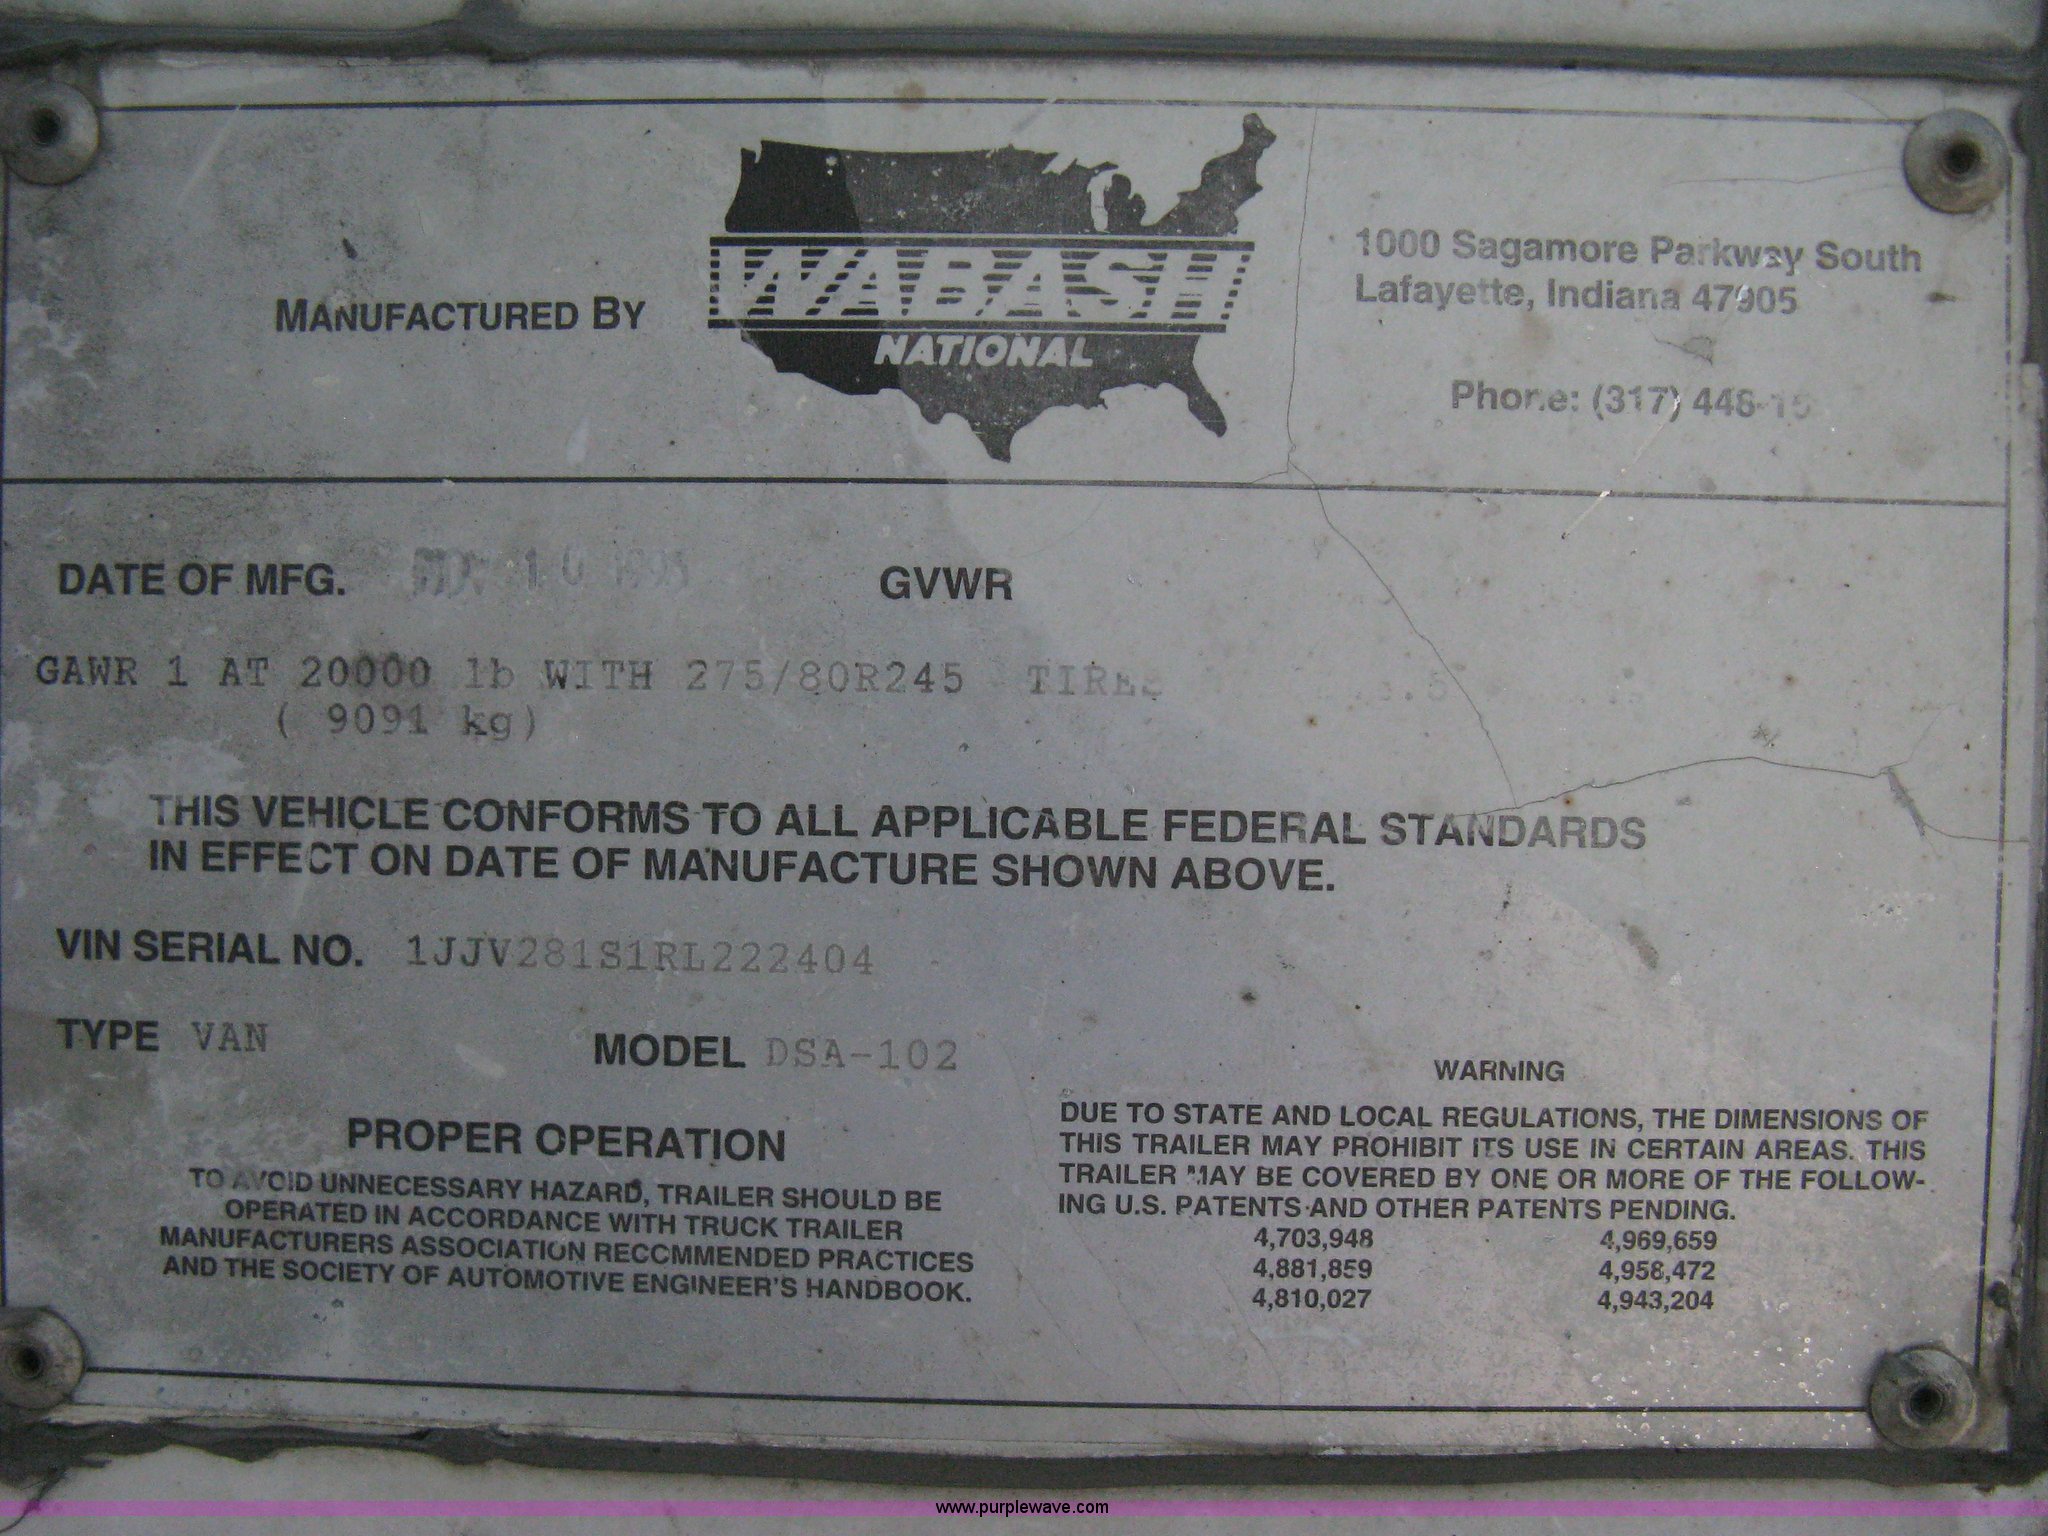 MANUFACTURED BY
WABASH
NATIONAL
1000 Sagamore Parkway South
Lafayette, Indiana 47905
Phone: (317) 448-15
DATE OF MFG. 10 GVWR
GAWR 1 AT 20000 lb WITH 275/80R245 TIRES
( 9091 kg)
THIS VEHICLE CONFORMS TO ALL APPLICABLE FEDERAL STANDARDS
IN EFFECT ON DATE OF MANUFACTURE SHOWN ABOVE.
VIN SERIAL NO. 1JJV281S1RL222404
TYPE VAN
MODEL DSA-102
PROPER OPERATION
TO AVOID UNNECESSARY HAZARD, TRAILER SHOULD BE
OPERATED IN ACCORDANCE WITH TRUCK TRAILER
MANUFACTURERS ASSOCIATION RECOMMENDED PRACTICES
AND THE SOCIETY OF AUTOMOTIVE ENGINEER'S HANDBOOK.
WARNING
DUE TO STATE AND LOCAL REGULATIONS, THE DIMENSIONS OF
THIS TRAILER MAY PROHIBIT ITS USE IN CERTAIN AREAS. THIS
TRAILER MAY BE COVERED BY ONE OR MORE OF THE FOLLOW-
ING U.S. PATENTS AND OTHER PATENTS PENDING.
4,703,948 4,969,659
4,881,859 4,958,472
4,810,027 4,943,204
www.purplewave.com